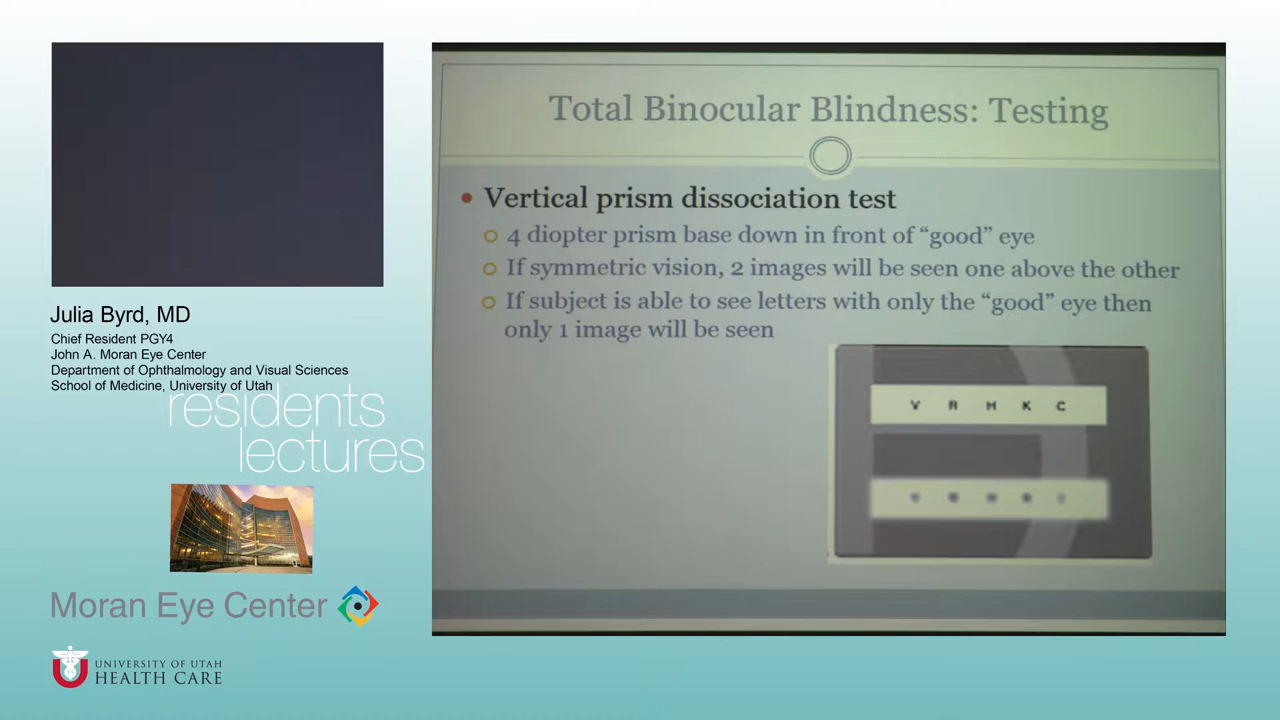 Total Binocular Blindness: Testing
Vertical prism dissociation test
4 diopter prism base down in front of “good” eye
If symmetric vision, 2 images will be seen one above the other
If subject is able to see letters with only the “good” eye then
only 1 image will be seen
V R H K C
Julia Byrd, MD
Chief Resident PGY4
John A. Moran Eye Center
Department of Ophthalmology and Visual Sciences
School of Medicine, University of Utah
residents
lectures
Moran Eye Center
UNIVERSITY OF UTAH
HEALTH CARE